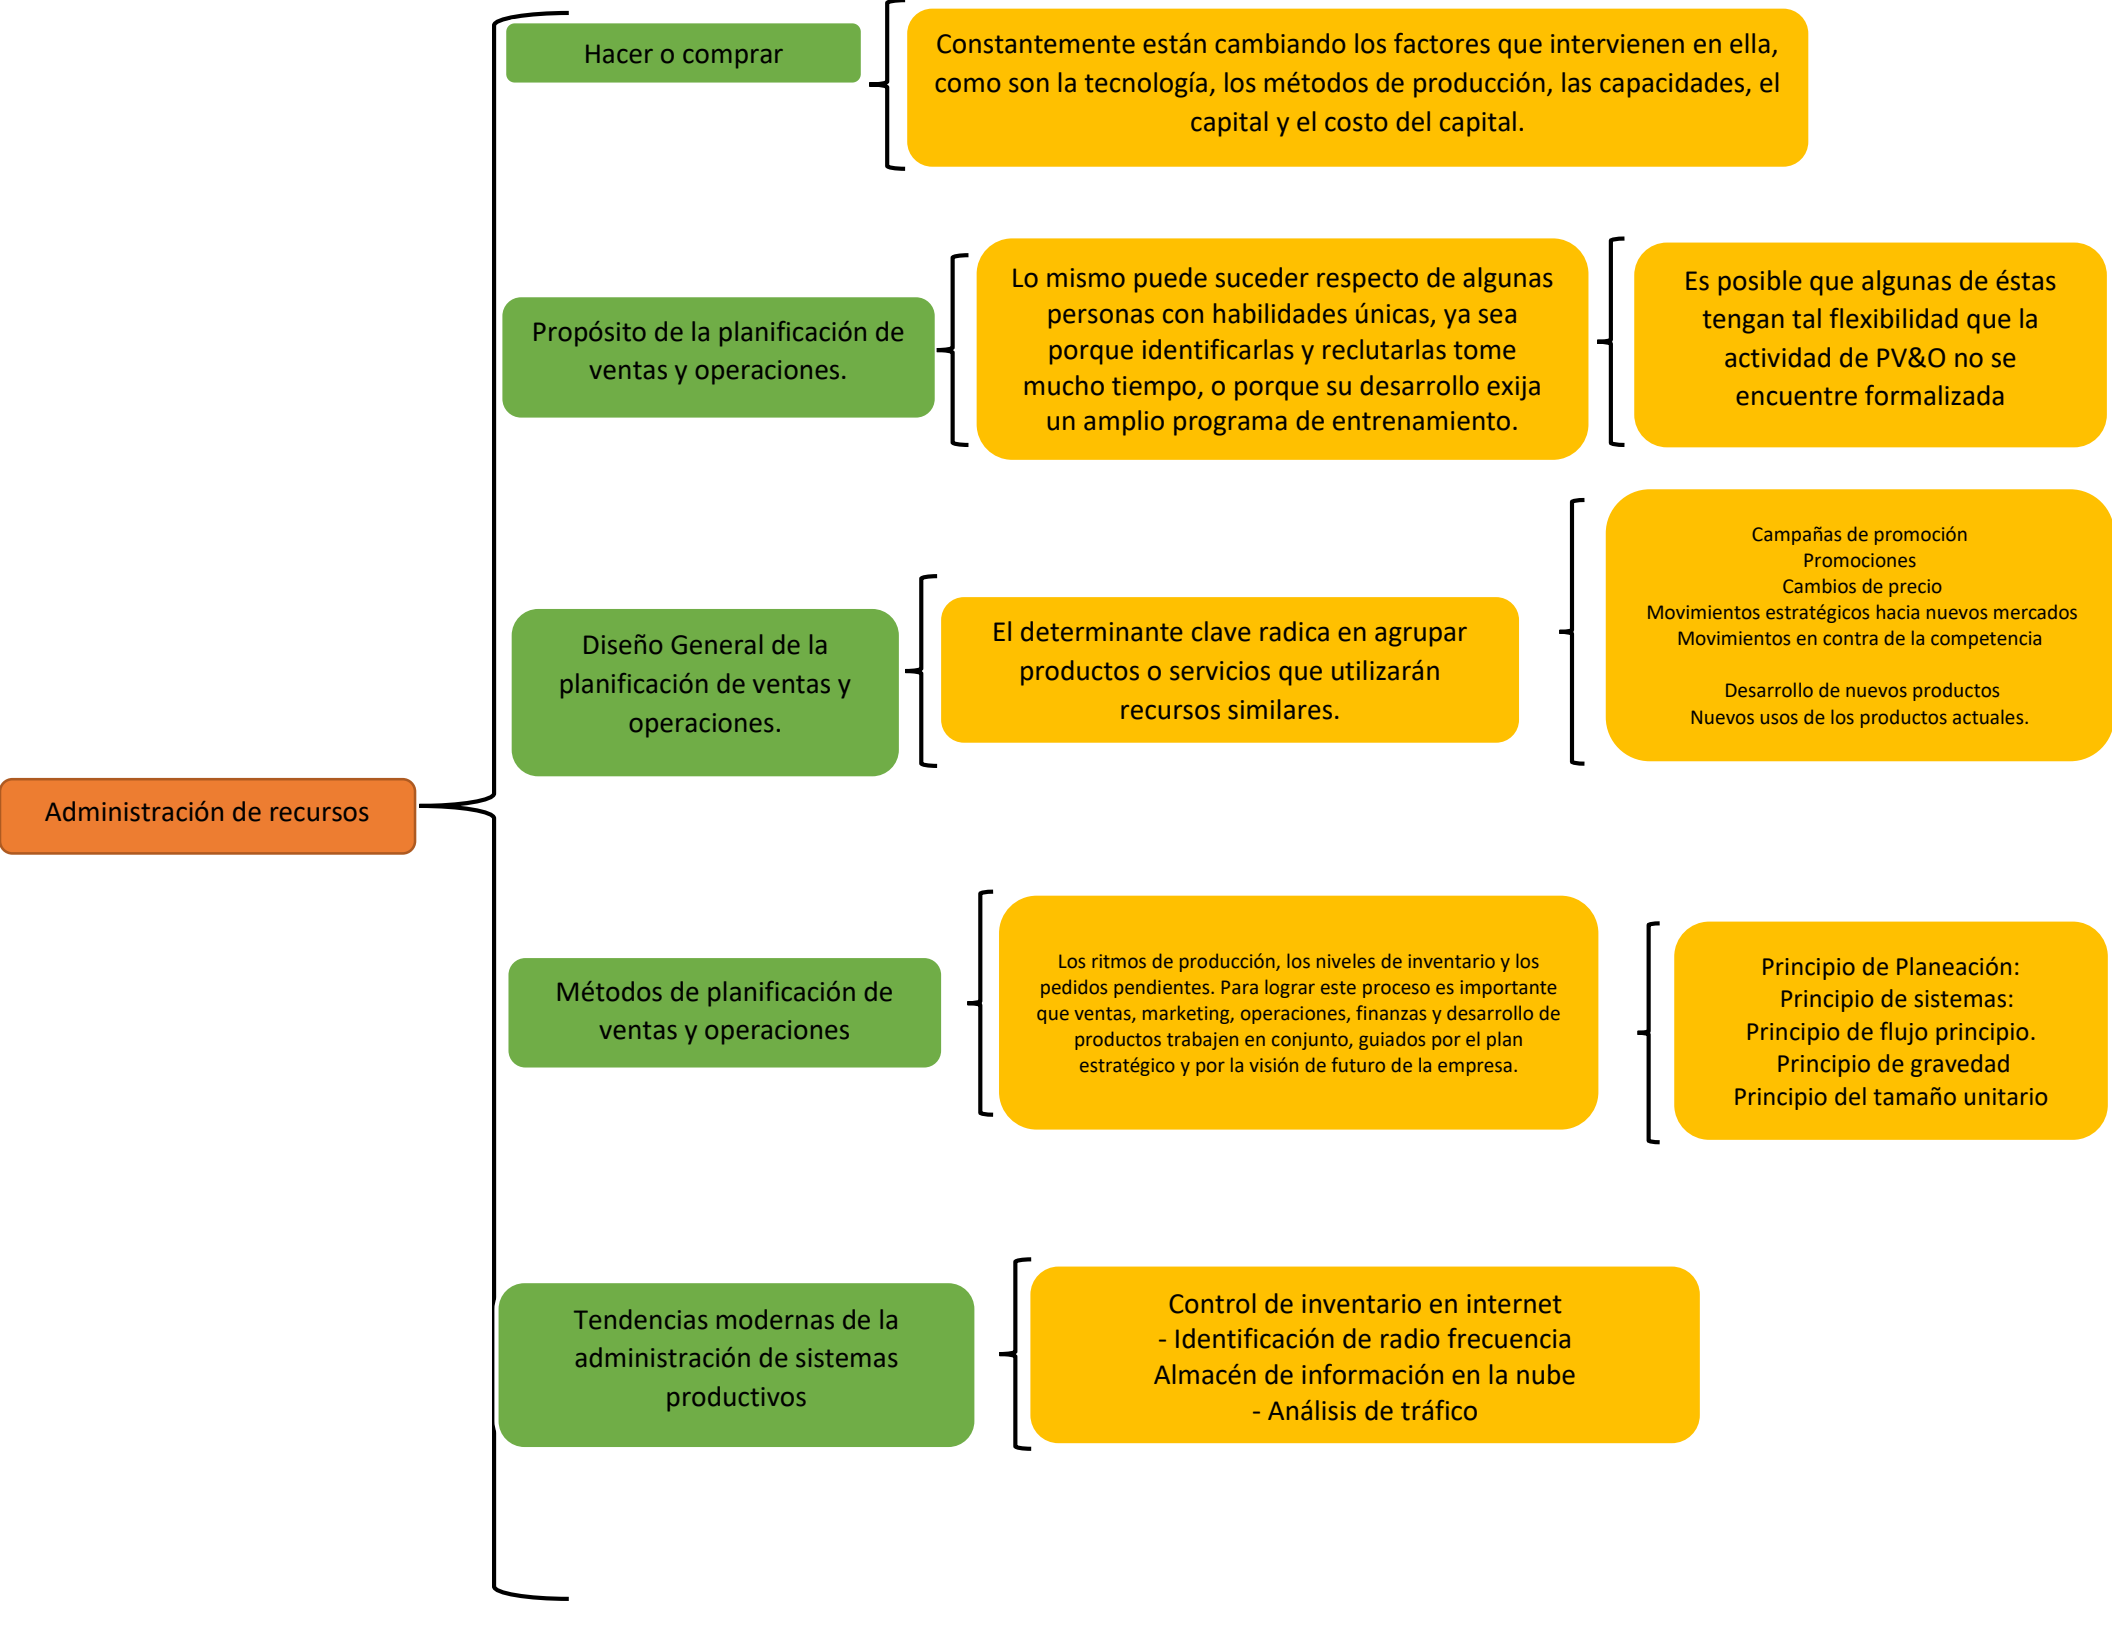 Hacer o comprar
Constantemente están cambiando los factores que intervienen en ella,
como son la tecnología, los métodos de producción, las capacidades, el
capital y el costo del capital.
Propósito de la planificación de
ventas y operaciones.
Lo mismo puede suceder respecto de algunas
personas con habilidades únicas, ya sea
porque identificarlas y reclutarlas tome
mucho tiempo, o porque su desarrollo exija
un amplio programa de entrenamiento.
Es posible que algunas de éstas
tengan tal flexibilidad que la
actividad de PV&O no se
encuentre formalizada
Diseño General de la
planificación de ventas y
operaciones.
El determinante clave radica en agrupar
productos o servicios que utilizarán
recursos similares.
Campañas de promoción
Promociones
Cambios de precio
Movimientos estratégicos hacia nuevos mercados
Movimientos en contra de la competencia
Desarrollo de nuevos productos
Nuevos usos de los productos actuales.
Administración de recursos
Métodos de planificación de
ventas y operaciones
Los ritmos de producción, los niveles de inventario y los
pedidos pendientes. Para lograr este proceso es importante
que ventas, marketing, operaciones, finanzas y desarrollo de
productos trabajen en conjunto, guiados por el plan
estratégico y por la visión de futuro de la empresa.
Principio de Planeación:
Principio de sistemas:
Principio de flujo principio.
Principio de gravedad
Principio del tamaño unitario
Tendencias modernas de la
administración de sistemas
productivos
Control de inventario en internet
- Identificación de radio frecuencia
Almacén de información en la nube
- Análisis de tráfico